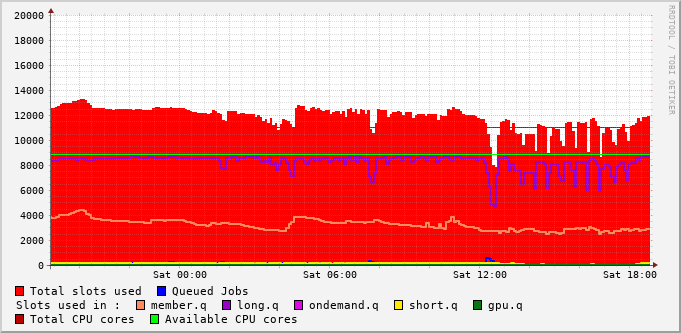 RRDTOOL / TOBI OETIKER
20000
18000
16000
14000
12000
10000
8000
6000
4000
2000
0
Sat 00:00 Sat 06:00 Sat 12:00 Sat 18:00
Total slots used Queued Jobs
Slots used in : member.q long.q ondemand.q short.q gpu.q
Total CPU cores Available CPU cores